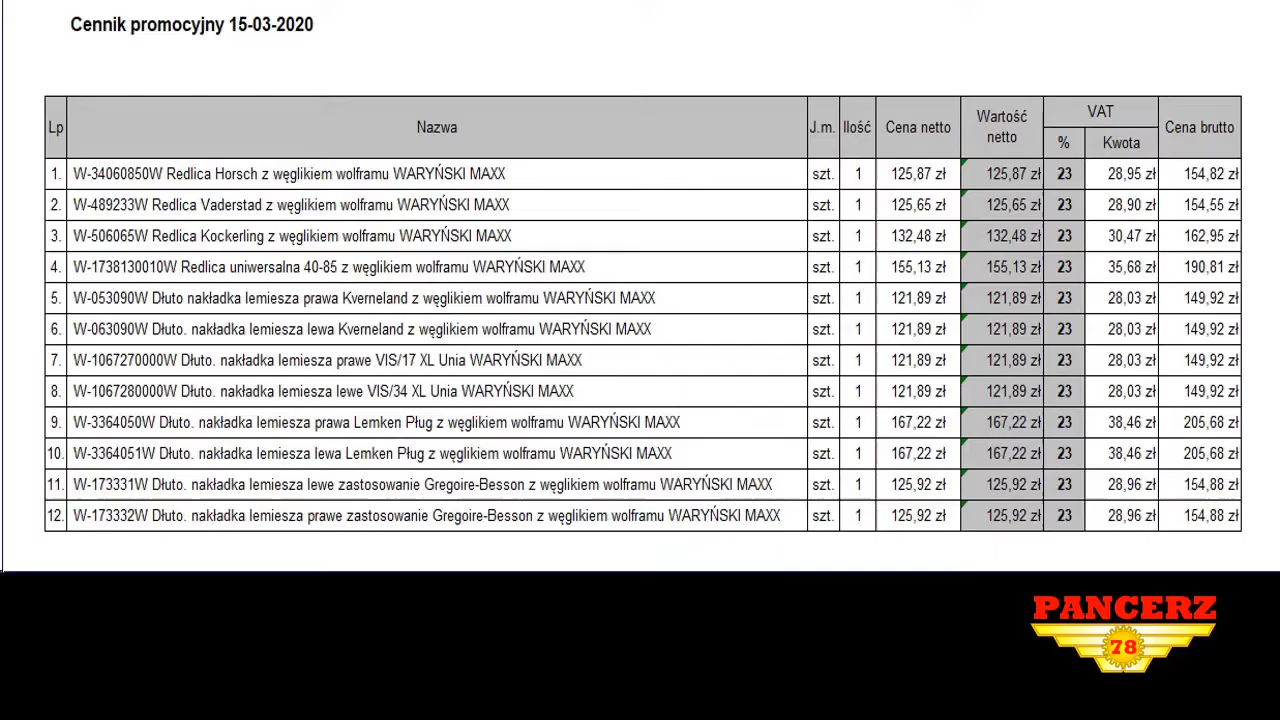 Cennik promocyjny 15-03-2020
Lp Nazwa J.m. Ilość Cena netto Wartość netto VAT % Kwota Cena brutto
1. W-34060850W Redlica Horsch z węglikiem wolframu WARYŃSKI MAXX szt. 1 125,87 zł 125,87 zł 23 28,95 zł 154,82 zł
2. W-489233W Redlica Vaderstad z węglikiem wolframu WARYŃSKI MAXX szt. 1 125,65 zł 125,65 zł 23 28,90 zł 154,55 zł
3. W-506065W Redlica Kockerling z węglikiem wolframu WARYŃSKI MAXX szt. 1 132,48 zł 132,48 zł 23 30,47 zł 162,95 zł
4. W-1738130010W Redlica uniwersalna 40-85 z węglikiem wolframu WARYŃSKI MAXX szt. 1 155,13 zł 155,13 zł 23 35,68 zł 190,81 zł
5. W-053090W Dłuto nakładka lemiesza prawa Kverneland z węglikiem wolframu WARYŃSKI MAXX szt. 1 121,89 zł 121,89 zł 23 28,03 zł 149,92 zł
6. W-063090W Dłuto. nakładka lemiesza lewa Kverneland z węglikiem wolframu WARYŃSKI MAXX szt. 1 121,89 zł 121,89 zł 23 28,03 zł 149,92 zł
7. W-1067270000W Dłuto. nakładka lemiesza prawe VIS/17 XL Unia WARYŃSKI MAXX szt. 1 121,89 zł 121,89 zł 23 28,03 zł 149,92 zł
8. W-1067280000W Dłuto. nakładka lemiesza lewe VIS/34 XL Unia WARYŃSKI MAXX szt. 1 121,89 zł 121,89 zł 23 28,03 zł 149,92 zł
9. W-3364050W Dłuto. nakładka lemiesza prawa Lemken Pług z węglikiem wolframu WARYŃSKI MAXX szt. 1 167,22 zł 167,22 zł 23 38,46 zł 205,68 zł
10. W-3364051W Dłuto. nakładka lemiesza lewa Lemken Pług z węglikiem wolframu WARYŃSKI MAXX szt. 1 167,22 zł 167,22 zł 23 38,46 zł 205,68 zł
11. W-173331W Dłuto. nakładka lemiesza lewe zastosowanie Gregoire-Besson z węglikiem wolframu WARYŃSKI MAXX szt. 1 125,92 zł 125,92 zł 23 28,96 zł 154,88 zł
12. W-173332W Dłuto. nakładka lemiesza prawe zastosowanie Gregoire-Besson z węglikiem wolframu WARYŃSKI MAXX szt. 1 125,92 zł 125,92 zł 23 28,96 zł 154,88 zł
PANCERZ
78